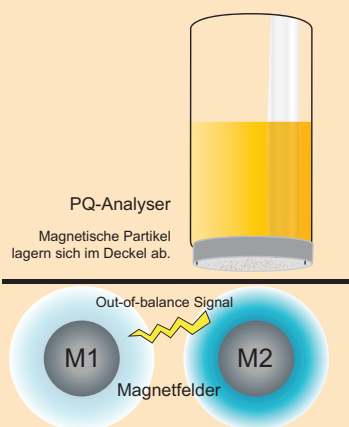 PQ-Analyser
Magnetische Partikel
lagern sich im Deckel ab.
Out-of-balance Signal
M1
M2
Magnetfelder